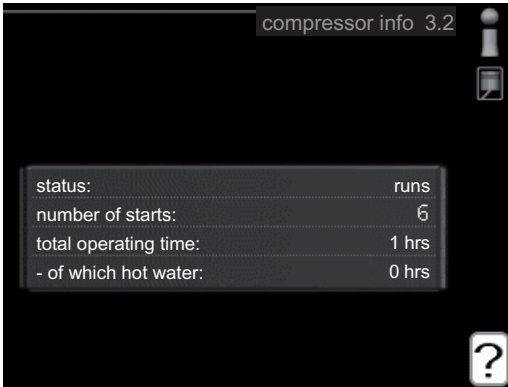 compressor info 3.2
status: runs
number of starts: 6
total operating time: 1 hrs
- of which hot water: 0 hrs
?